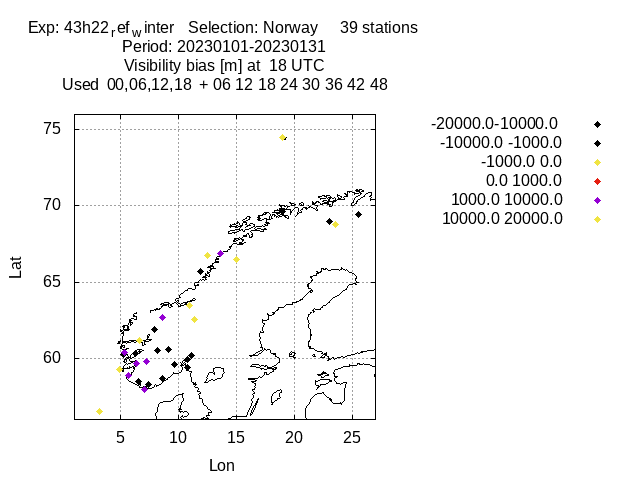 Exp: 43h22refwinter Selection: Norway 39 stations
Period: 20230101-20230131
Visibility bias [m] at 18 UTC
Used 00,06,12,18 + 06 12 18 24 30 36 42 48
-20000.0-10000.0
-10000.0 -1000.0
-1000.0 0.0
0.0 1000.0
1000.0 10000.0
10000.0 20000.0
75
70
65
60
Lat
5 10 15 20 25
Lon